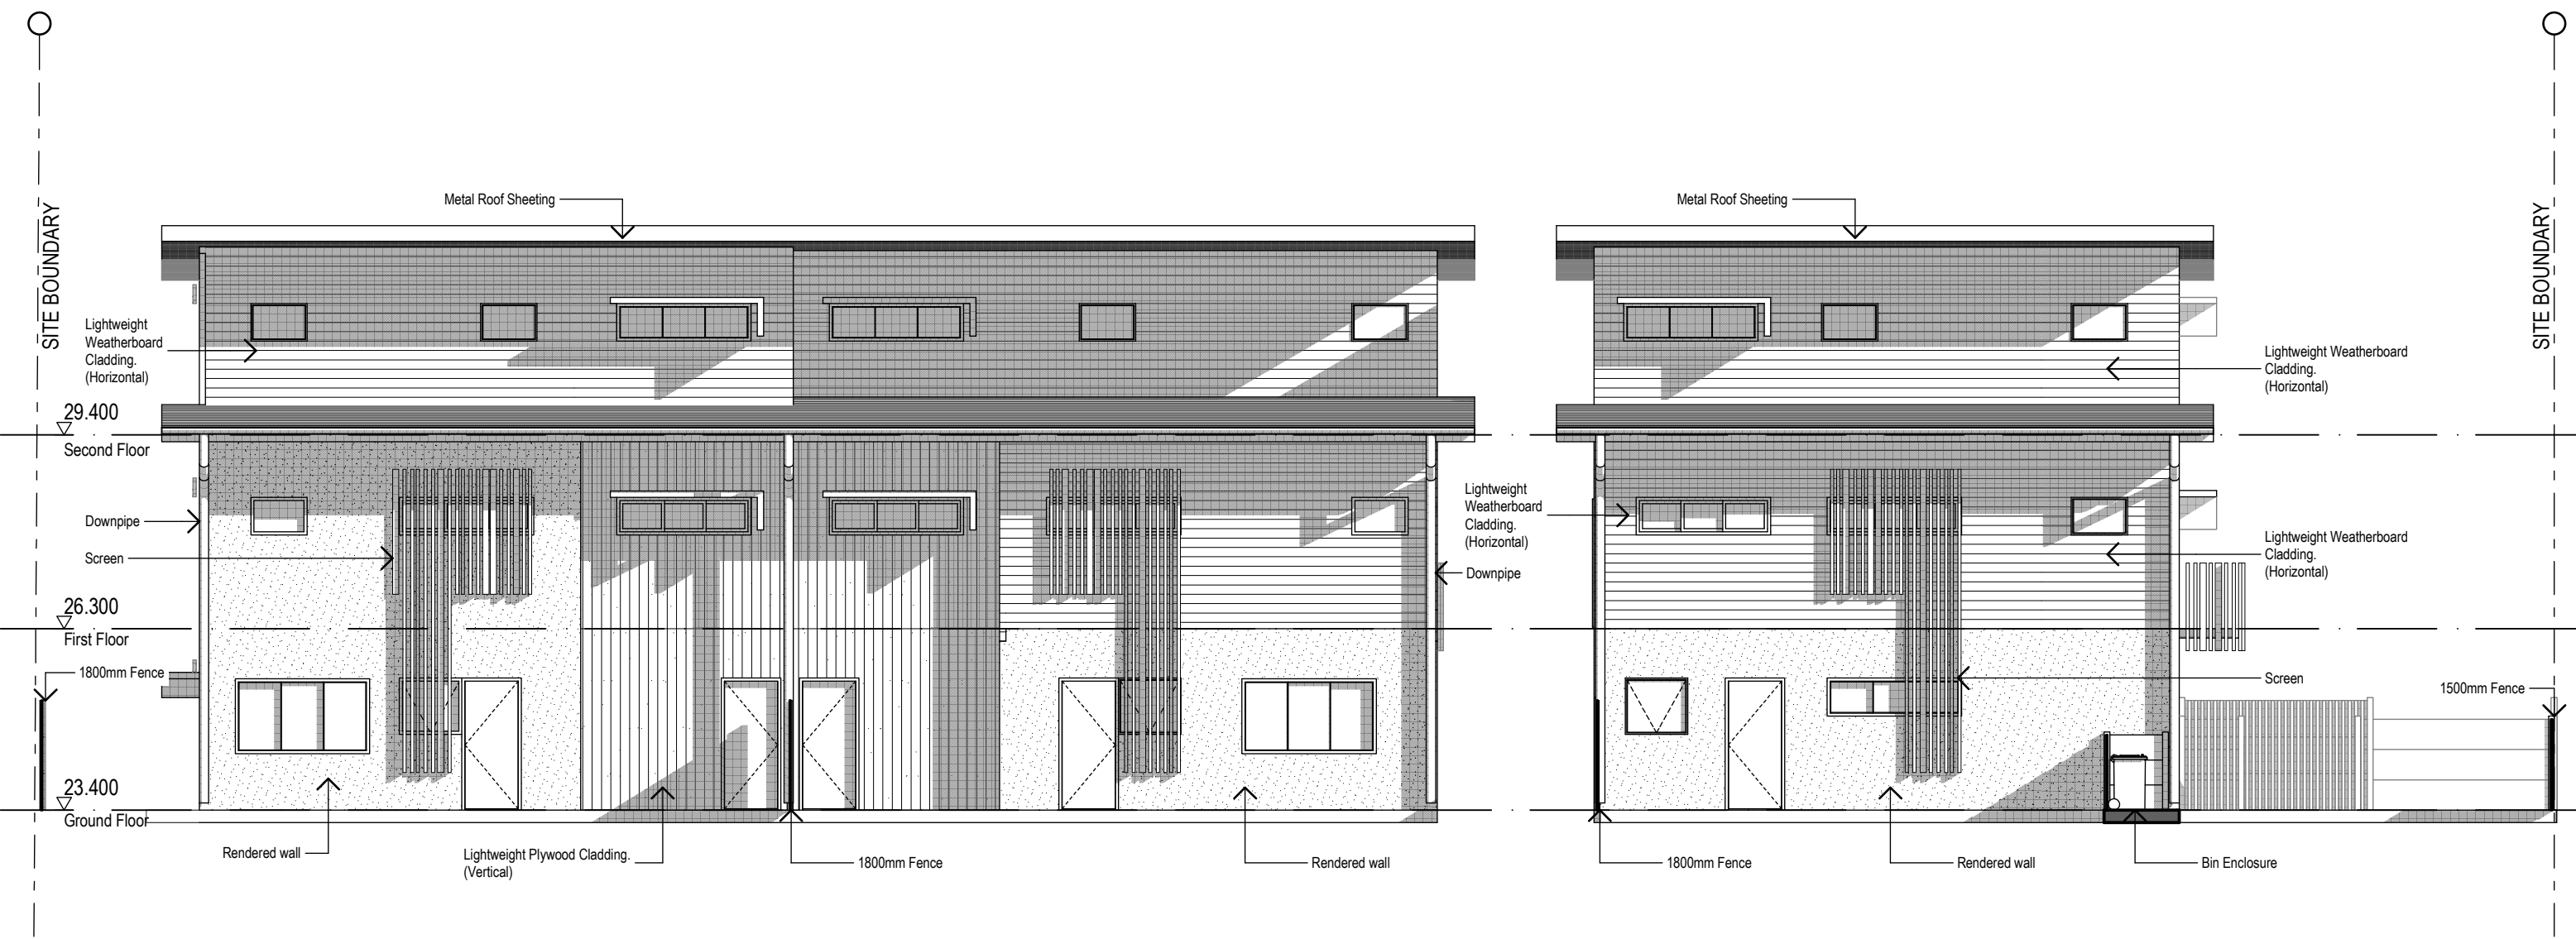 SITE BOUNDARY
Metal Roof Sheeting
Metal Roof Sheeting
SITE BOUNDARY
Lightweight
Weatherboard
Cladding.
(Horizontal)
Lightweight Weatherboard
Cladding.
(Horizontal)
29.400
Second Floor
Lightweight
Weatherboard
Cladding.
(Horizontal)
Downpipe
Screen
Downpipe
Lightweight Weatherboard
Cladding.
(Horizontal)
26.300
First Floor
1800mm Fence
Screen
1500mm Fence
23.400
Ground Floor
Rendered wall
Lightweight Plywood Cladding.
(Vertical)
1800mm Fence
Rendered wall
1800mm Fence
Rendered wall
Bin Enclosure